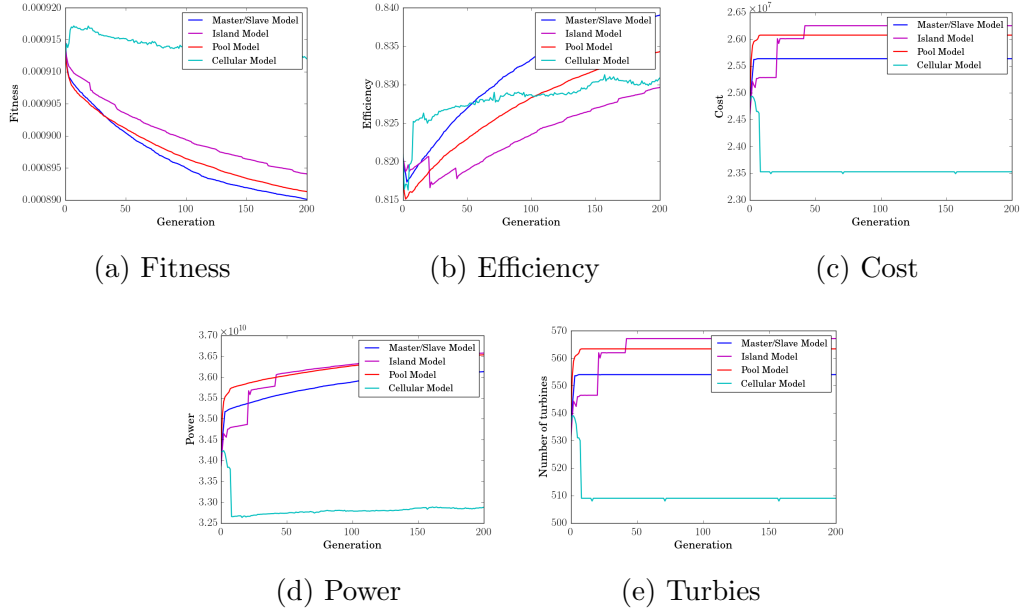 0.000920
0.000915
0.000910
0.000905
0.000900
0.000895
0.000890
Fitness
0 50 100 150 200
Generation
Master/Slave Model
Island Model
Pool Model
Cellular Model
(a) Fitness
0.840
0.835
0.830
0.825
0.820
0.815
Efficiency
0 50 100 150 200
Generation
Master/Slave Model
Island Model
Pool Model
Cellular Model
(b) Efficiency
×10^7
2.65
2.60
2.55
2.50
2.45
2.40
2.35
2.30
Cost
0 50 100 150 200
Generation
Master/Slave Model
Island Model
Pool Model
Cellular Model
(c) Cost
×10^10
3.70
3.65
3.60
3.55
3.50
3.45
3.40
3.35
3.30
3.25
Power
0 50 100 150 200
Generation
Master/Slave Model
Island Model
Pool Model
Cellular Model
(d) Power
570
560
550
540
530
520
510
500
Number of turbines
0 50 100 150 200
Generation
Master/Slave Model
Island Model
Pool Model
Cellular Model
(e) Turbies